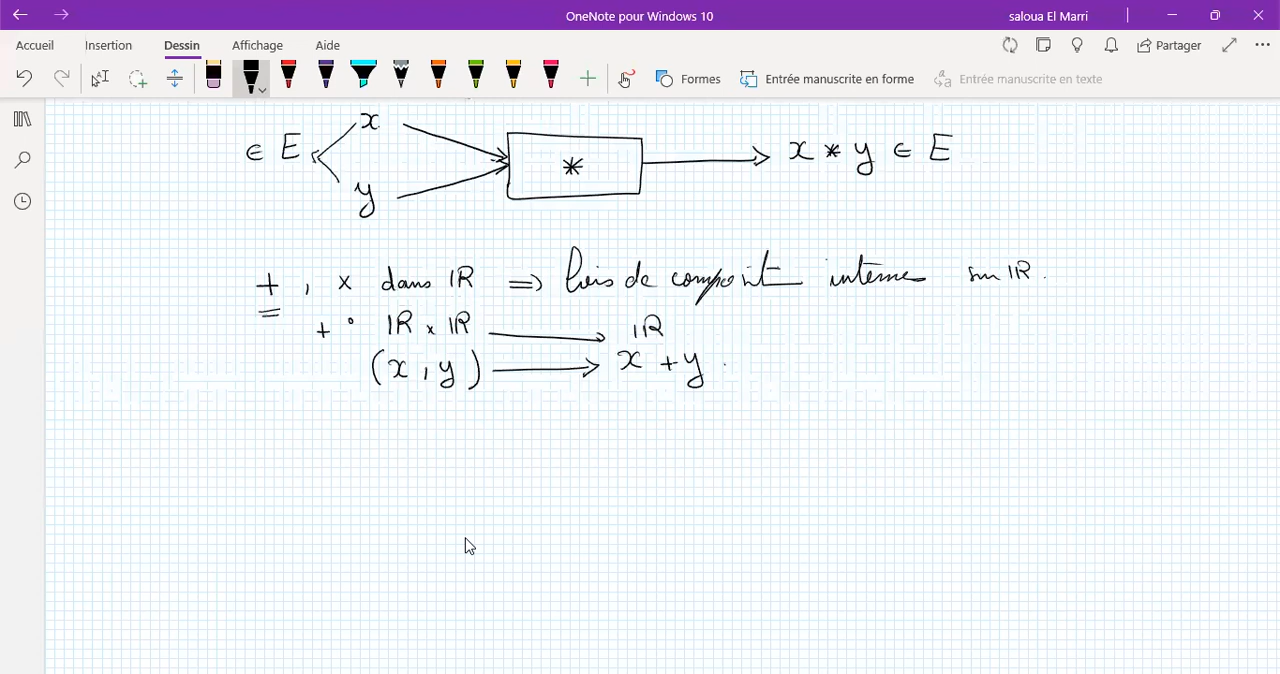 OneNote pour Windows 10
saloua El Marri
Accueil Insertion Dessin Affichage Aide
Partager
Formes Entrée manuscrite en forme Entrée manuscrite en texte
x
∈ E * x * y ∈ E
y
+ , x dans IR => lois de composit interne sur IR.
+ : IR x IR → IR
(x , y) → x + y.